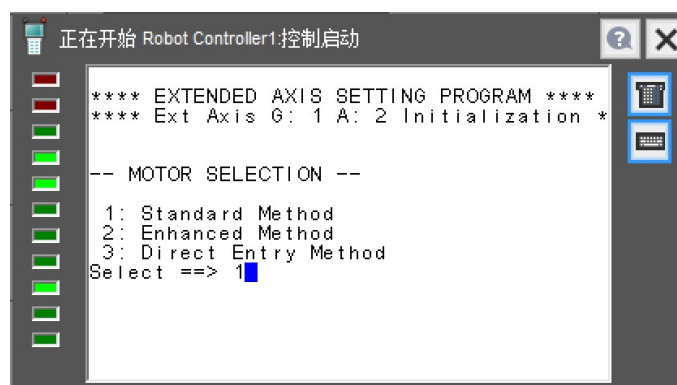 正在开始 Robot Controller1:控制启动
**** EXTENDED AXIS SETTING PROGRAM ****
**** Ext Axis G: 1 A: 2 Initialization *
-- MOTOR SELECTION --
1: Standard Method
2: Enhanced Method
3: Direct Entry Method
Select ==> 1